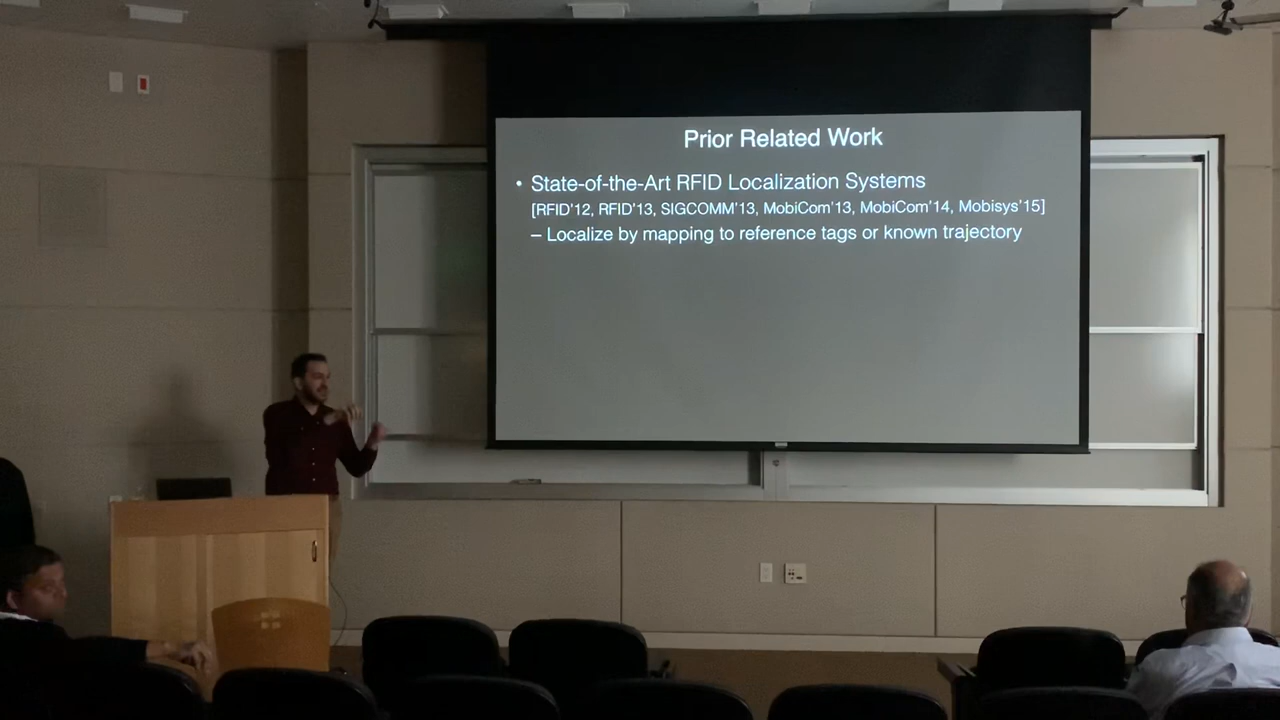 Prior Related Work
• State-of-the-Art RFID Localization Systems
[RFID'12, RFID'13, SIGCOMM'13, MobiCom'13, MobiCom'14, Mobisys'15]
– Localize by mapping to reference tags or known trajectory